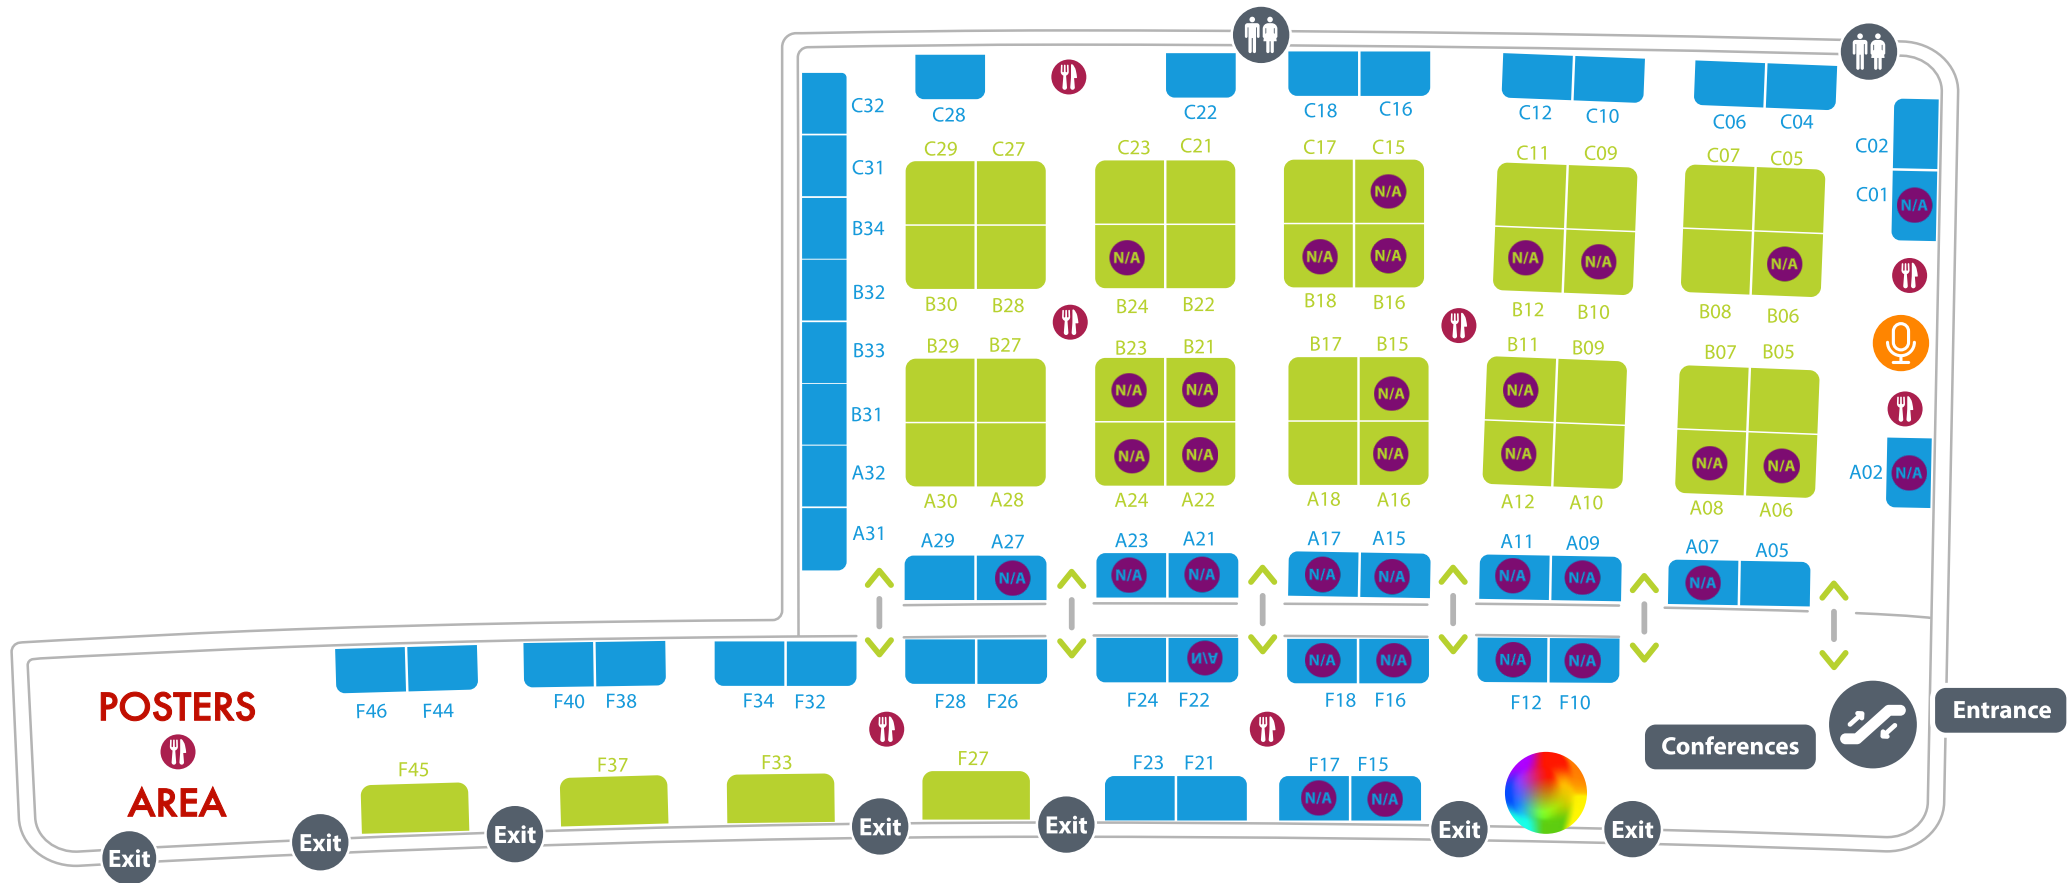 C32
C28
C22
C18 C16
C12 C10
C06 C04
C02
C29 C27
C23 C21
C17 C15
C11 C09
C07 C05
C31
C01
N/A
N/A
B34
N/A
N/A
N/A
N/A
N/A
N/A
B32
B30 B28
B24 B22
B18 B16
B12 B10
B08 B06
B33
B29 B27
B23 B21
B17 B15
B11 B09
B07 B05
N/A
N/A
N/A
N/A
B31
N/A
N/A
N/A
N/A
N/A
N/A
A32
A02
N/A
A30 A28
A24 A22
A18 A16
A12 A10
A08 A06
A31
A29 A27
A23 A21
A17 A15
A11 A09
A07 A05
N/A
N/A
N/A
N/A
N/A
N/A
N/A
N/A
N/A
N/A
N/A
N/A
N/A
F46 F44
F40 F38
F34 F32
F28 F26
F24 F22
F18 F16
F12 F10
POSTERS
AREA
Entrance
Conferences
F45
F37
F33
F27
F23 F21
F17 F15
N/A
N/A
Exit
Exit
Exit
Exit
Exit
Exit
Exit